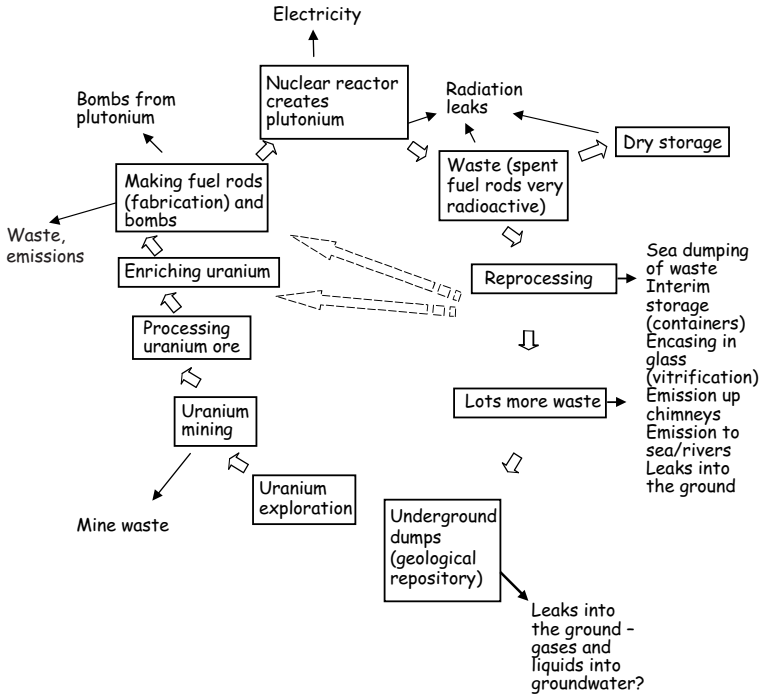 Electricity
Nuclear reactor
creates
plutonium
Radiation
leaks
Bombs from
plutonium
Dry storage
Making fuel rods
(fabrication) and
bombs
Waste (spent
fuel rods very
radioactive)
Waste,
emissions
Enriching uranium
Reprocessing
Sea dumping
of waste
Interim
storage
(containers)
Encasing in
glass
(vitrification)
Emission up
chimneys
Emission to
sea/rivers
Leaks into
the ground
Processing
uranium ore
Lots more waste
Uranium
mining
Uranium
exploration
Mine waste
Underground
dumps
(geological
repository)
Leaks into
the ground –
gases and
liquids into
groundwater?